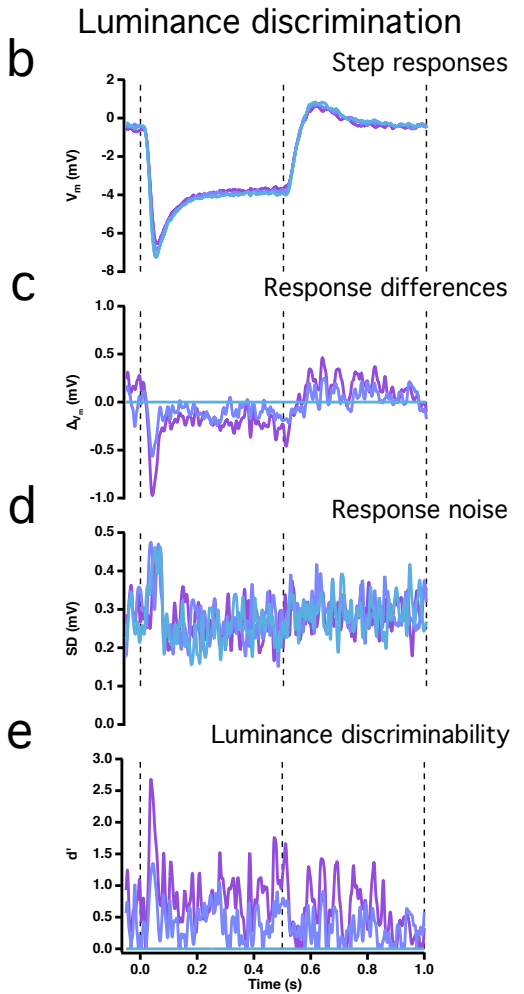 Luminance discrimination
b
Step responses
2
0
-2
-4
-6
-8
Vm (mV)
c
Response differences
1.0
0.5
0.0
-0.5
-1.0
ΔVm (mV)
d
Response noise
0.5
0.4
0.3
0.2
0.1
0.0
SD (mV)
e
Luminance discriminability
3.0
2.5
2.0
1.5
1.0
0.5
0.0
d'
0.0 0.2 0.4 0.6 0.8 1.0
Time (s)